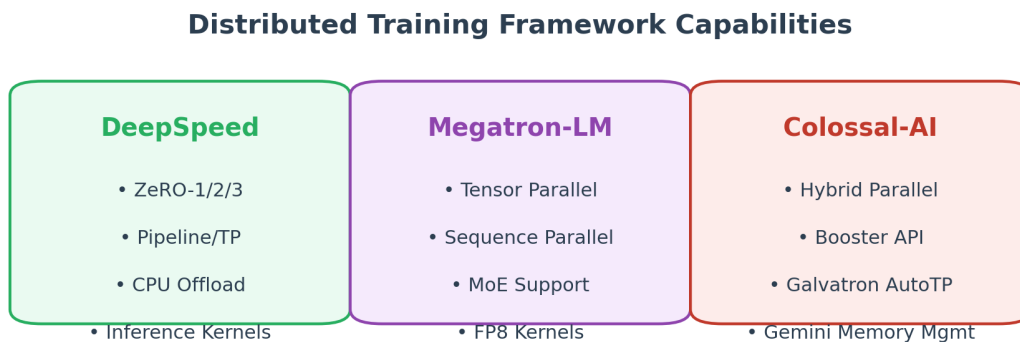 Distributed Training Framework Capabilities
DeepSpeed
• ZeRO-1/2/3
• Pipeline/TP
• CPU Offload
• Inference Kernels
Megatron-LM
• Tensor Parallel
• Sequence Parallel
• MoE Support
• FP8 Kernels
Colossal-AI
• Hybrid Parallel
• Booster API
• Galvatron AutoTP
• Gemini Memory Mgmt